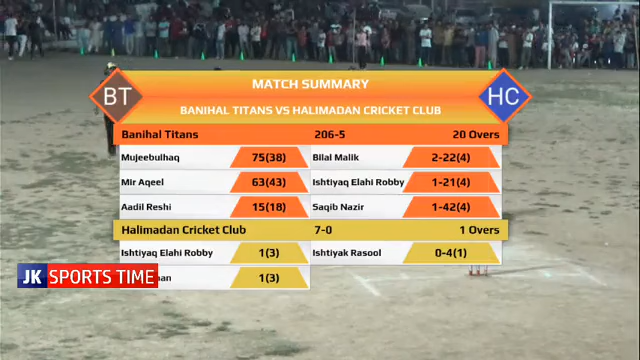 BT
HC
MATCH SUMMARY
BANIHAL TITANS VS HALIMADAN CRICKET CLUB
Banihal Titans 206-5 20 Overs
Mujeebulhaq 75(38) Bilal Malik 2-22(4)
Mir Aqeel 63(43) Ishtiyaq Elahi Robby 1-21(4)
Aadil Reshi 15(18) Saqib Nazir 1-42(4)
Halimadan Cricket Club 7-0 1 Overs
Ishtiyaq Elahi Robby 1(3) Ishtiyak Rasool 0-4(1)
1(3)
JK SPORTS TIME